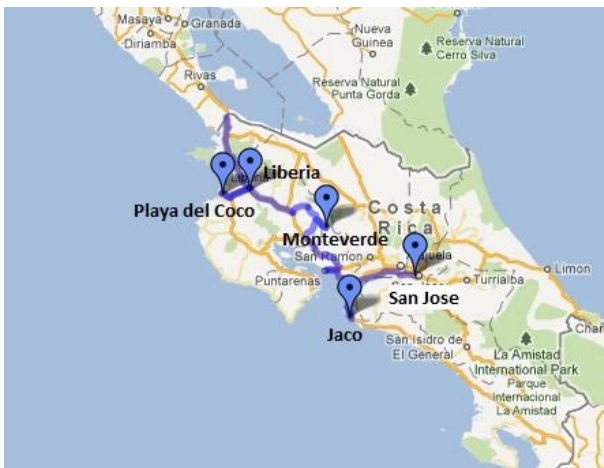 Masaya
Granada
Diriamba
Rivas
Nueva
Guinea
Reserva Natural
Cerro Silva
Reserva Natural
Punta Gorda
Liberia
Playa del Coco
Monteverde
Costa
Rica
San Ramon
Puntarenas
San Jose
Turrialba
Limon
Jaco
San Isidro de
El General
La Amistad
International Park
Parque
Internacional
La Amistad